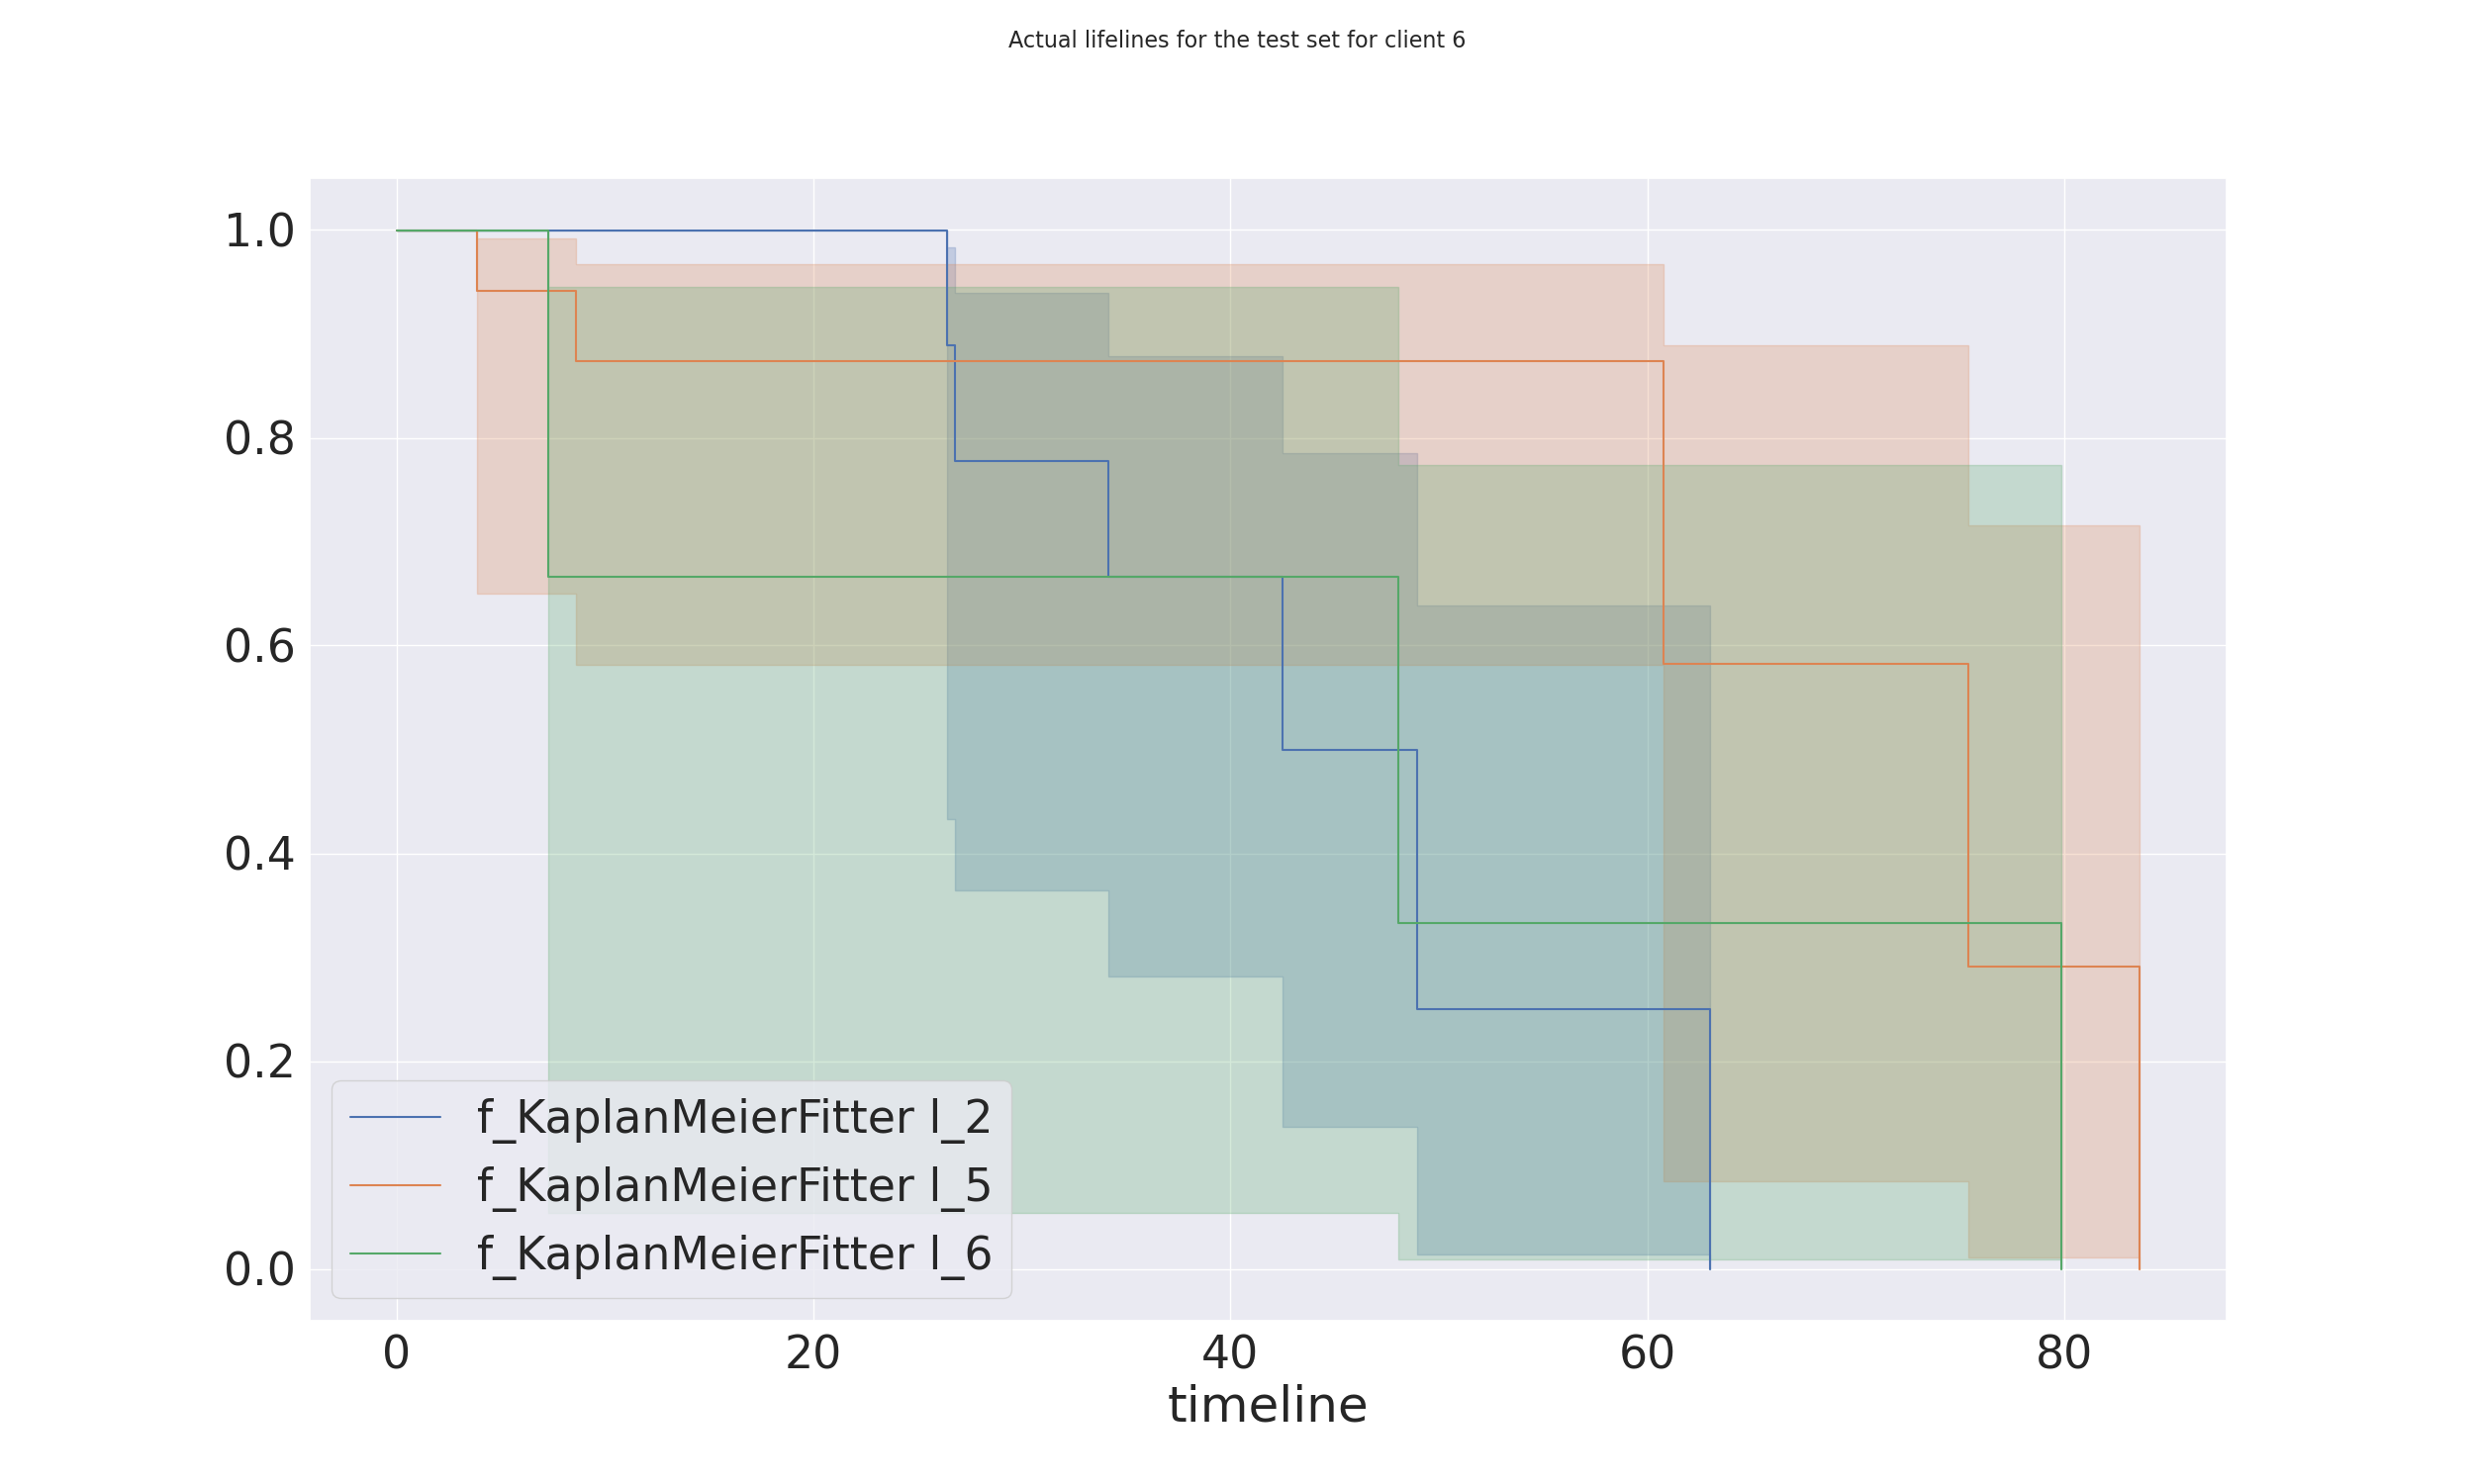 Actual lifelines for the test set for client 6
1.0
0.8
0.6
0.4
0.2
0.0
f_KaplanMeierFitter l_2
f_KaplanMeierFitter l_5
f_KaplanMeierFitter l_6
0 20 40 60 80
timeline